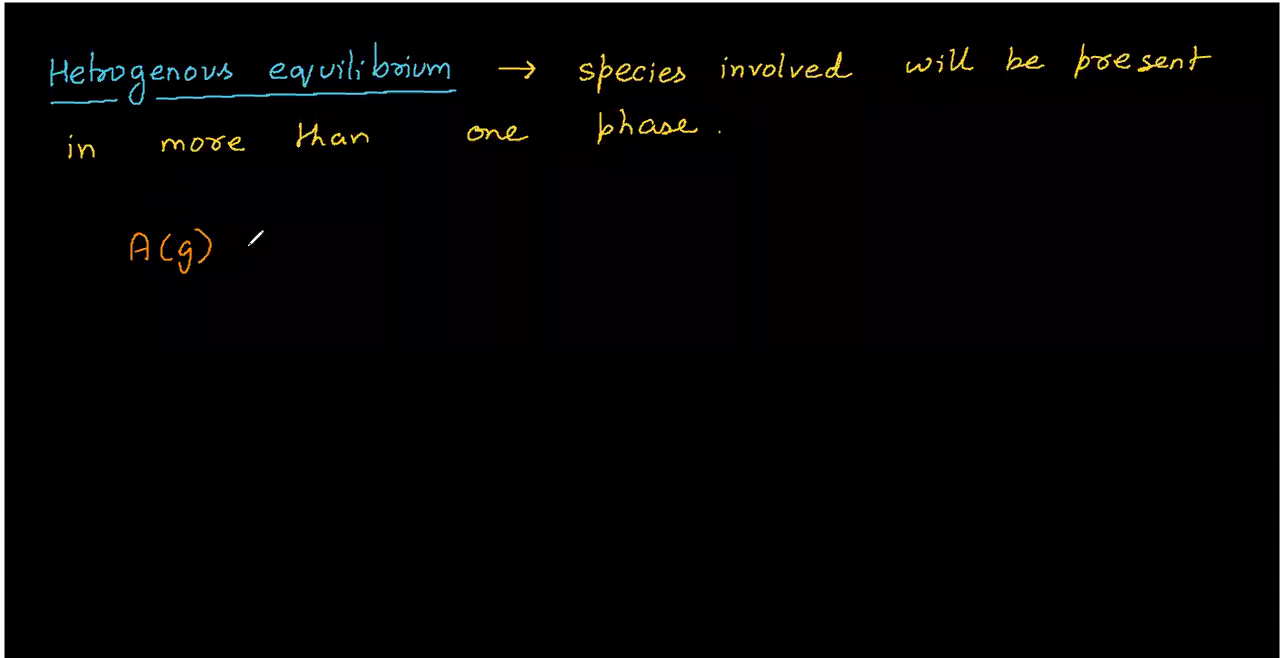 Hetrogenous equilibrium → species involved will be present
in more than one phase.
A(g)